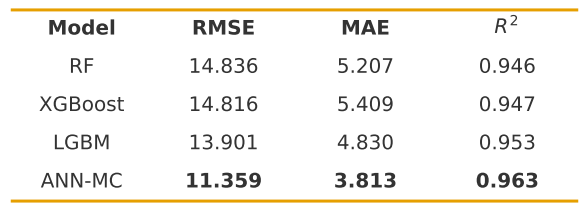 Model RMSE MAE R²
RF 14.836 5.207 0.946
XGBoost 14.816 5.409 0.947
LGBM 13.901 4.830 0.953
ANN-MC 11.359 3.813 0.963